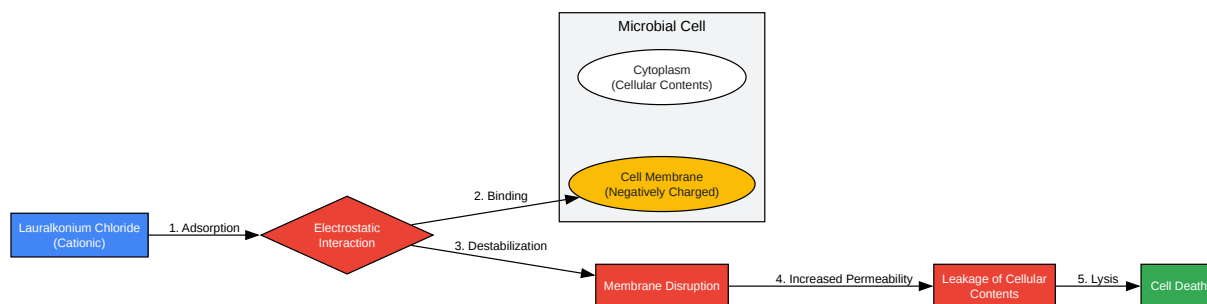 Microbial Cell
Cytoplasm
(Cellular Contents)
Cell Membrane
(Negatively Charged)
Lauralkonium Chloride
(Cationic)
1. Adsorption
Electrostatic
Interaction
2. Binding
3. Destabilization
Membrane Disruption
4. Increased Permeability
Leakage of Cellular
Contents
5. Lysis
Cell Death